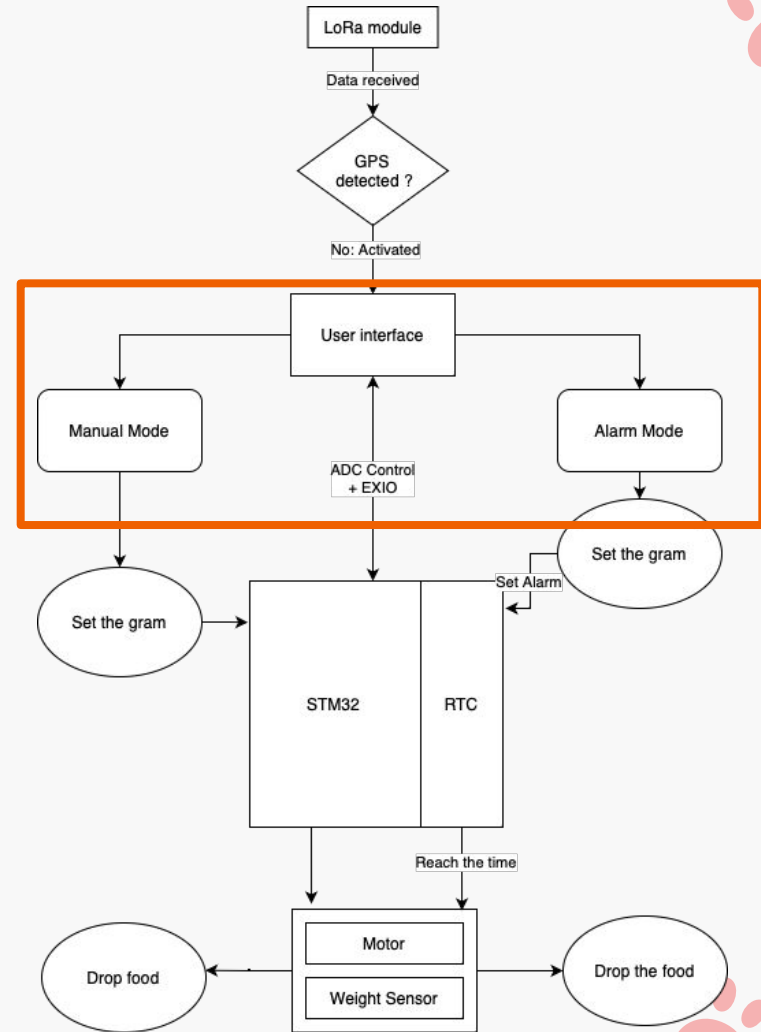 LoRa module
Data received
GPS
detected ?
No: Activated
User interface
Manual Mode
Alarm Mode
ADC Control
+ EXIO
Set the gram
Set Alarm
Set the gram
STM32
RTC
Reach the time
Motor
Drop food
Drop the food
Weight Sensor